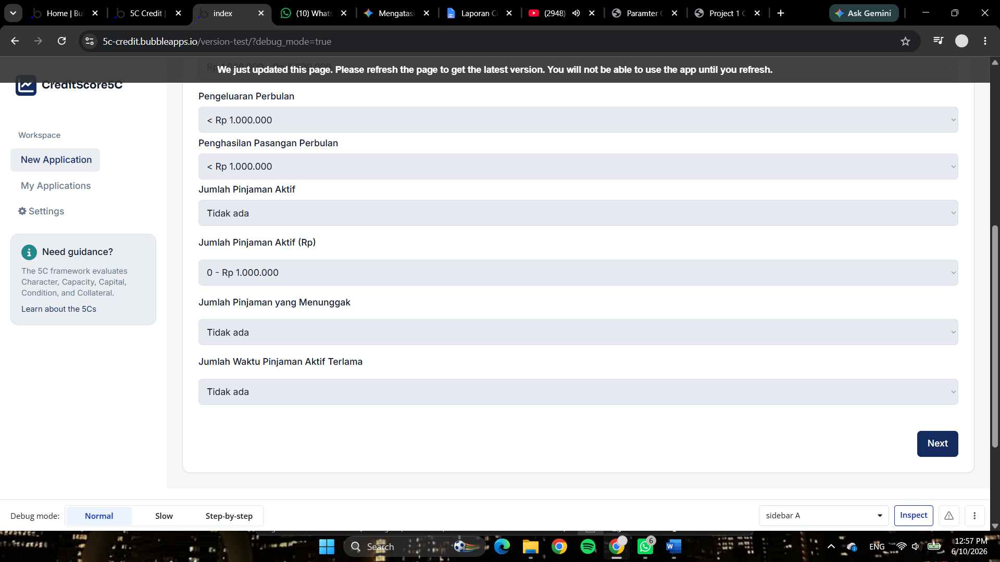 Home | Bu
5C Credit |
index
(10) Whats
Mengatasi
Laporan Cr
(2948)
Paramter C
Project 1 C
Ask Gemini
5c-credit.bubbleapps.io/version-test/?debug_mode=true
We just updated this page. Please refresh the page to get the latest version. You will not be able to use the app until you refresh.
CreditScore5C
Workspace
New Application
My Applications
Settings
Need guidance?
The 5C framework evaluates
Character, Capacity, Capital,
Condition, and Collateral.
Learn about the 5Cs
Pengeluaran Perbulan
< Rp 1.000.000
Penghasilan Pasangan Perbulan
< Rp 1.000.000
Jumlah Pinjaman Aktif
Tidak ada
Jumlah Pinjaman Aktif (Rp)
0 - Rp 1.000.000
Jumlah Pinjaman yang Menunggak
Tidak ada
Jumlah Waktu Pinjaman Aktif Terlama
Tidak ada
Next
Debug mode:
Normal
Slow
Step-by-step
sidebar A
Inspect
Search
6
ENG
12:57 PM
6/10/2026